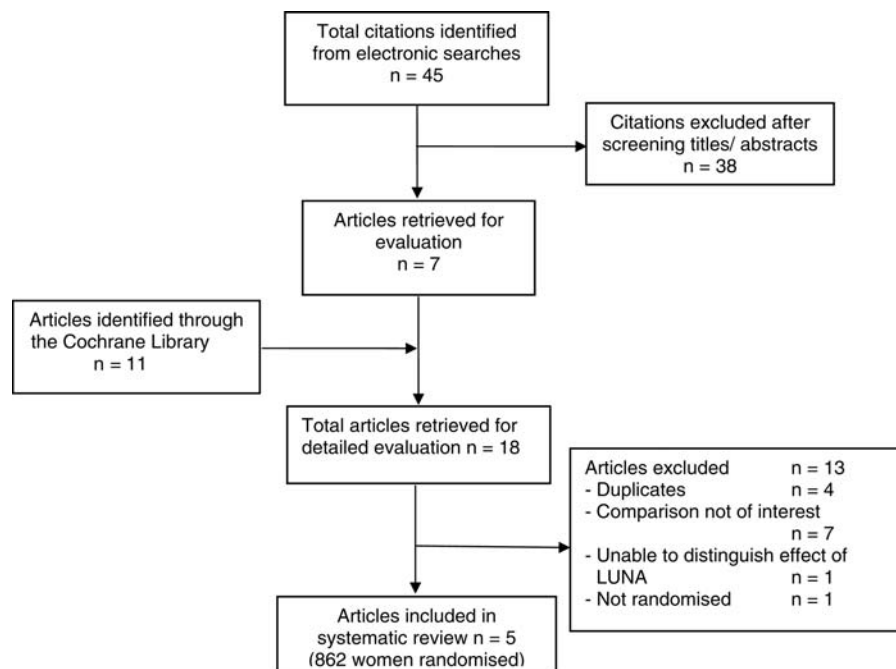 Total citations identified
from electronic searches
n = 45
Citations excluded after
screening titles/ abstracts
n = 38
Articles retrieved for
evaluation
n = 7
Articles identified through
the Cochrane Library
n = 11
Total articles retrieved for
detailed evaluation n = 18
Articles excluded n = 13
- Duplicates n = 4
- Comparison not of interest
n = 7
- Unable to distinguish effect of
LUNA n = 1
- Not randomised n = 1
Articles included in
systematic review n = 5
(862 women randomised)